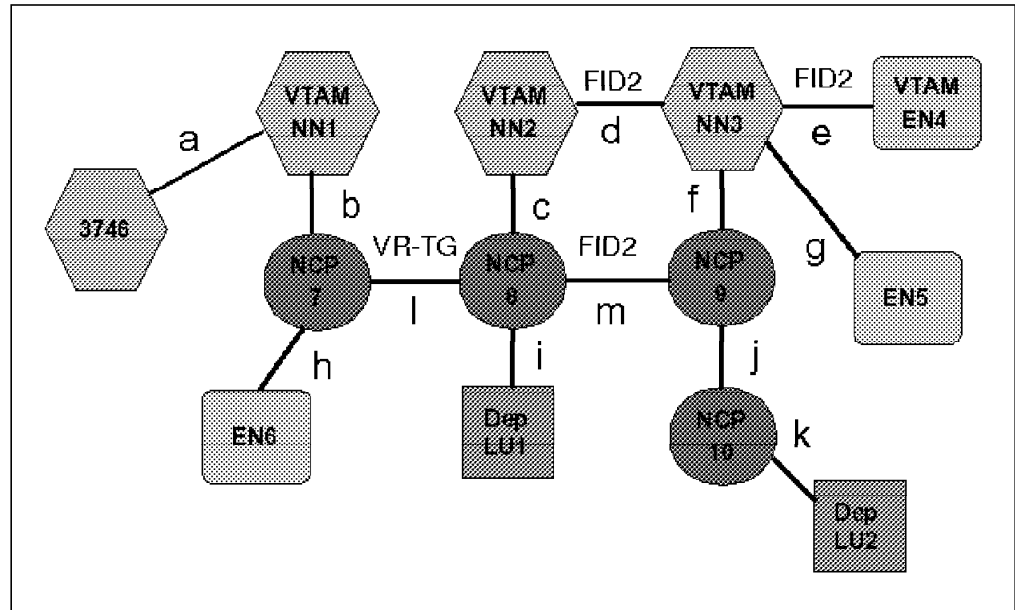 VTAM
NN1
VTAM
NN2
FID2
d
VTAM
NN3
FID2
e
VTAM
EN4
a
3746
b
c
f
g
NCP
7
VR-TG
l
NCP
8
FID2
m
NCP
9
EN5
h
i
j
EN6
Dep
LU1
NCP
10
k
Dep
LU2